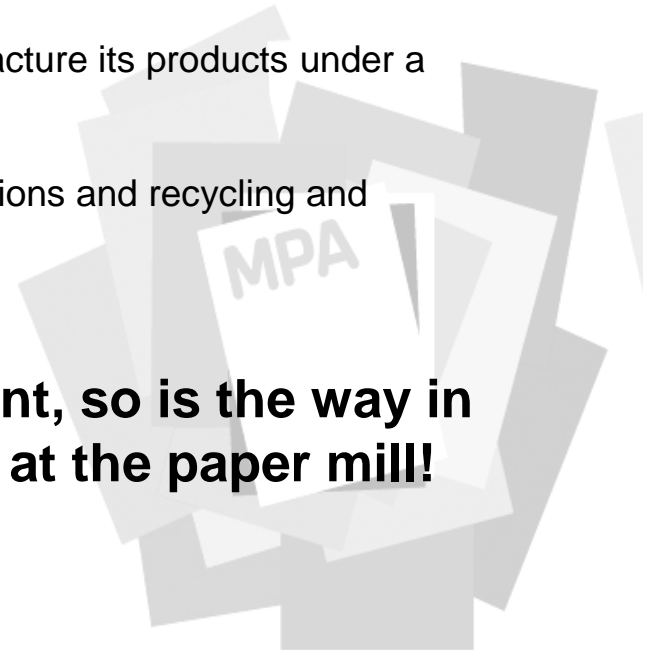 acture its products under a
ions and recycling and
MPA
nt, so is the way in
at the paper mill!